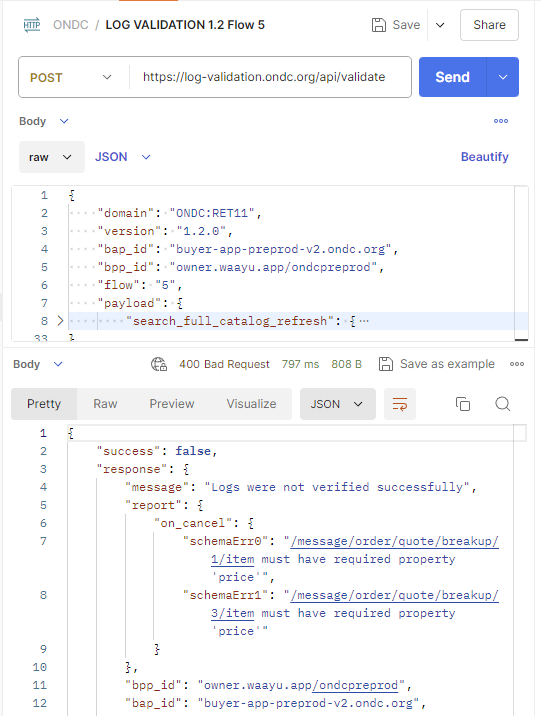 HTTP ONDC / LOG VALIDATION 1.2 Flow 5 Save Share
POST https://log-validation.ondc.org/api/validate Send
Body
raw JSON Beautify
1 {
2 "domain": "ONDC:RET11",
3 "version": "1.2.0",
4 "bap_id": "buyer-app-preprod-v2.ondc.org",
5 "bpp_id": "owner.waayu.app/ondcpreprod",
6 "flow": "5",
7 "payload": {
8 "search_full_catalog_refresh": {…
33 }
Body 400 Bad Request 797 ms 808 B Save as example
Pretty Raw Preview Visualize JSON
1 {
2 "success": false,
3 "response": {
4 "message": "Logs were not verified successfully",
5 "report": {
6 "on_cancel": {
7 "schemaErr0": "/message/order/quote/breakup/
1/item must have required property
'price'",
8 "schemaErr1": "/message/order/quote/breakup/
3/item must have required property
'price'"
9 }
10 },
11 "bpp_id": "owner.waayu.app/ondcpreprod",
12 "bap_id": "buyer-app-preprod-v2.ondc.org",